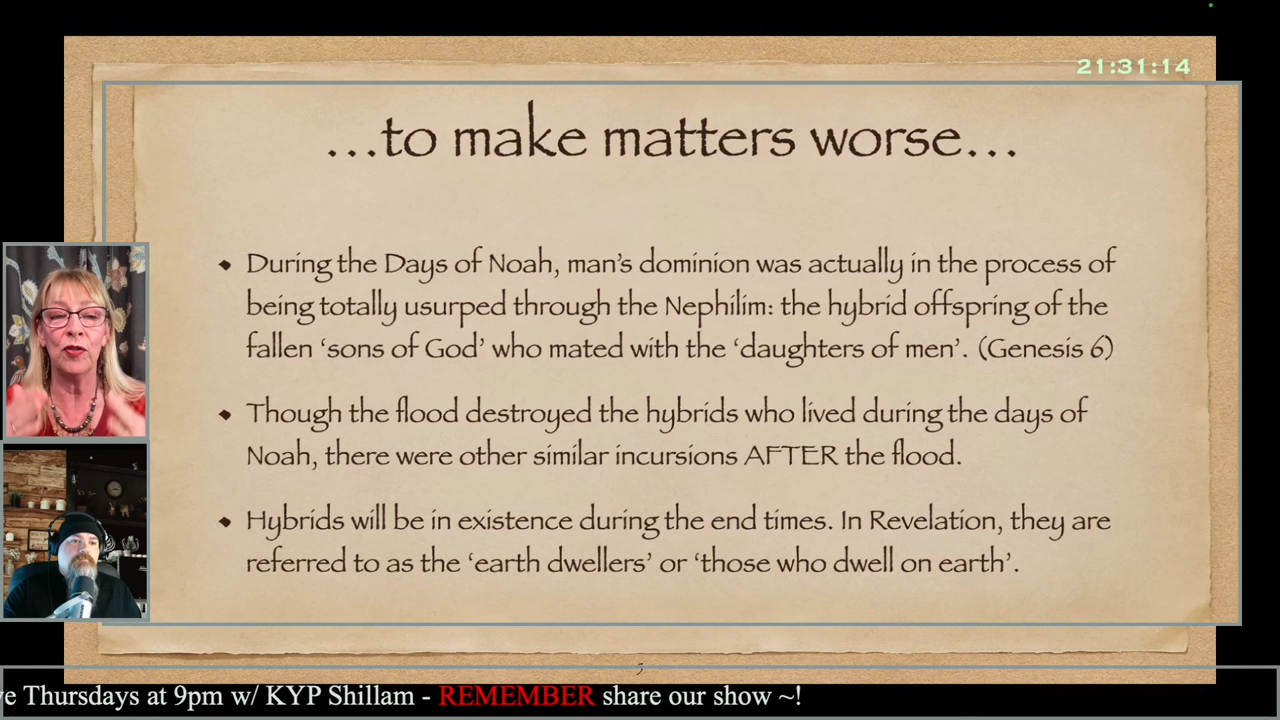 21:31:14
...to make matters worse...
• During the Days of Noah, man's dominion was actually in the process of
being totally usurped through the Nephilim: the hybrid offspring of the
fallen 'sons of God' who mated with the 'daughters of men'. (Genesis 6)
• Though the flood destroyed the hybrids who lived during the days of
Noah, there were other similar incursions AFTER the flood.
• Hybrids will be in existence during the end times. In Revelation, they are
referred to as the 'earth dwellers' or 'those who dwell on earth'.
5
ve Thursdays at 9pm w/ KYP Shillam - REMEMBER share our show ~!